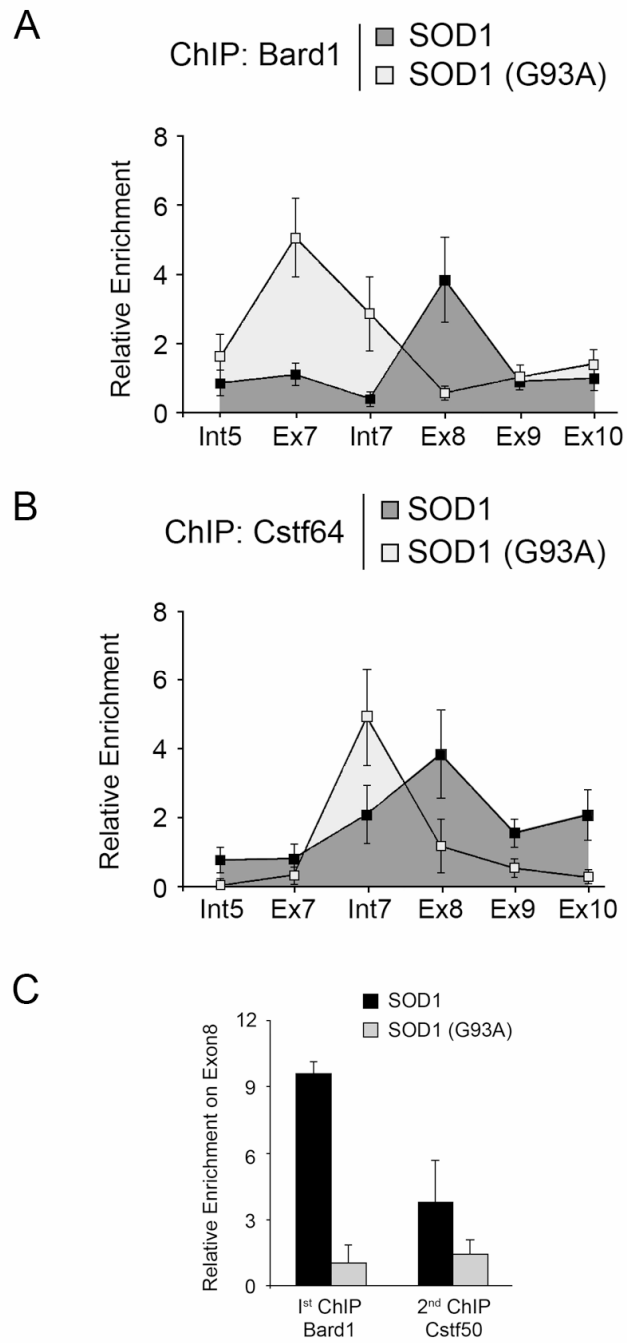 A
ChIP: Bard1
SOD1
SOD1 (G93A)
Relative Enrichment
8
6
4
2
0
Int5 Ex7 Int7 Ex8 Ex9 Ex10
B
ChIP: Cstf64
SOD1
SOD1 (G93A)
Relative Enrichment
8
6
4
2
0
Int5 Ex7 Int7 Ex8 Ex9 Ex10
C
SOD1
SOD1 (G93A)
Relative Enrichment on Exon8
12
9
6
3
0
Ist ChIP 2nd ChIP
Bard1 Cstf50